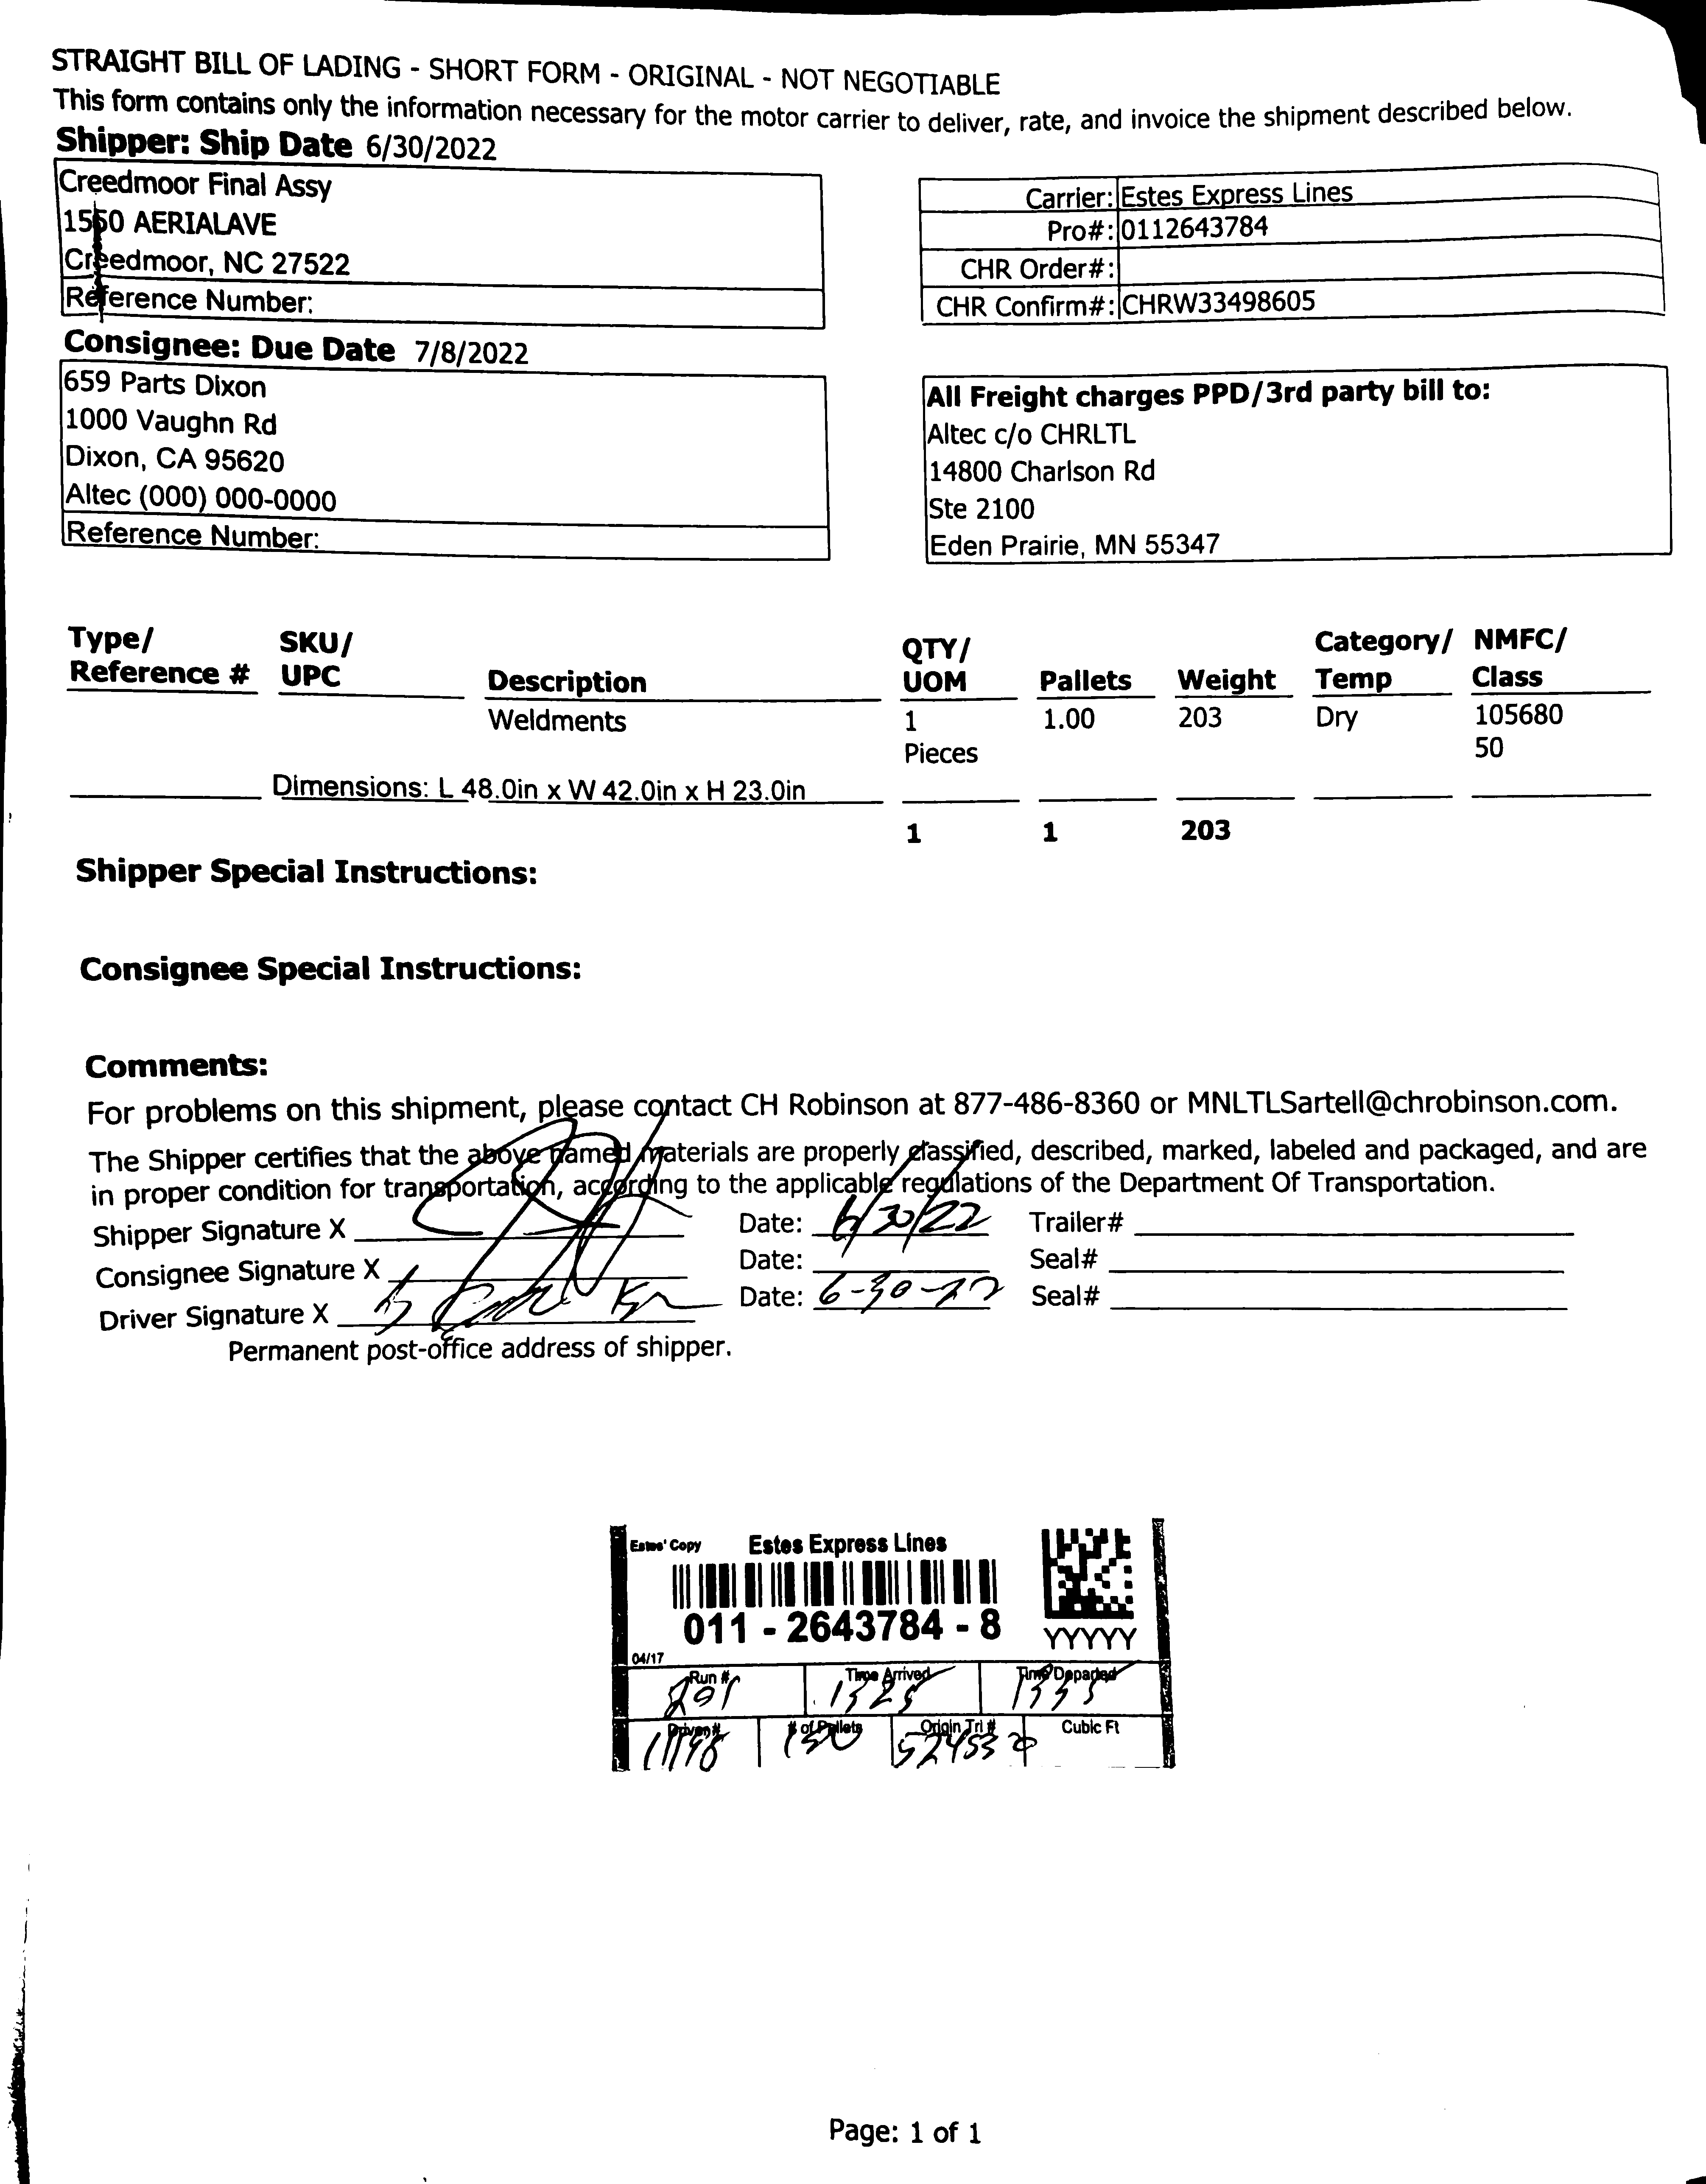 STRAIGHT BILL OF LADING - SHORT FORM - ORIGINAL - NOT NEGOTIABLE
This form contains only the information necessary for the motor carrier to deliver, rate, and invoice the shipment described below.
Shipper: Ship Date 6/30/2022
Creedmoor Final Assy
1550 AERIALAVE
Creedmoor, NC 27522
Reference Number:
Carrier: Estes Express Lines
Pro#: 0112643784
CHR Order#:
CHR Confirm#: CHRW33498605
Consignee: Due Date 7/8/2022
659 Parts Dixon
1000 Vaughn Rd
Dixon, CA 95620
Altec (000) 000-0000
Reference Number:
All Freight charges PPD/3rd party bill to:
Altec c/o CHRLTL
14800 Charlson Rd
Ste 2100
Eden Prairie, MN 55347
Type/ SKU/ QTY/ Category/ NMFC/
Reference # UPC Description UOM Pallets Weight Temp Class
Weldments 1 1.00 203 Dry 105680
Pieces 50
Dimensions: L 48.0in x W 42.0in x H 23.0in
1 1 203
Shipper Special Instructions:
Consignee Special Instructions:
Comments:
For problems on this shipment, please contact CH Robinson at 877-486-8360 or MNLTLSartell@chrobinson.com.
The Shipper certifies that the above named materials are properly classified, described, marked, labeled and packaged, and are
in proper condition for transportation, according to the applicable regulations of the Department Of Transportation.
Shipper Signature X Date: 6/30/22 Trailer#
Consignee Signature X Date: Seal#
Driver Signature X Date: 6-30-22 Seal#
Permanent post-office address of shipper.
Estes' Copy Estes Express Lines
011 - 2643784 - 8
YYYYY
04/17
Run # Time Arrived Time Departed
1325 1335
Driver # # of Pallets Origin Trl # Cubic Ft
Page: 1 of 1